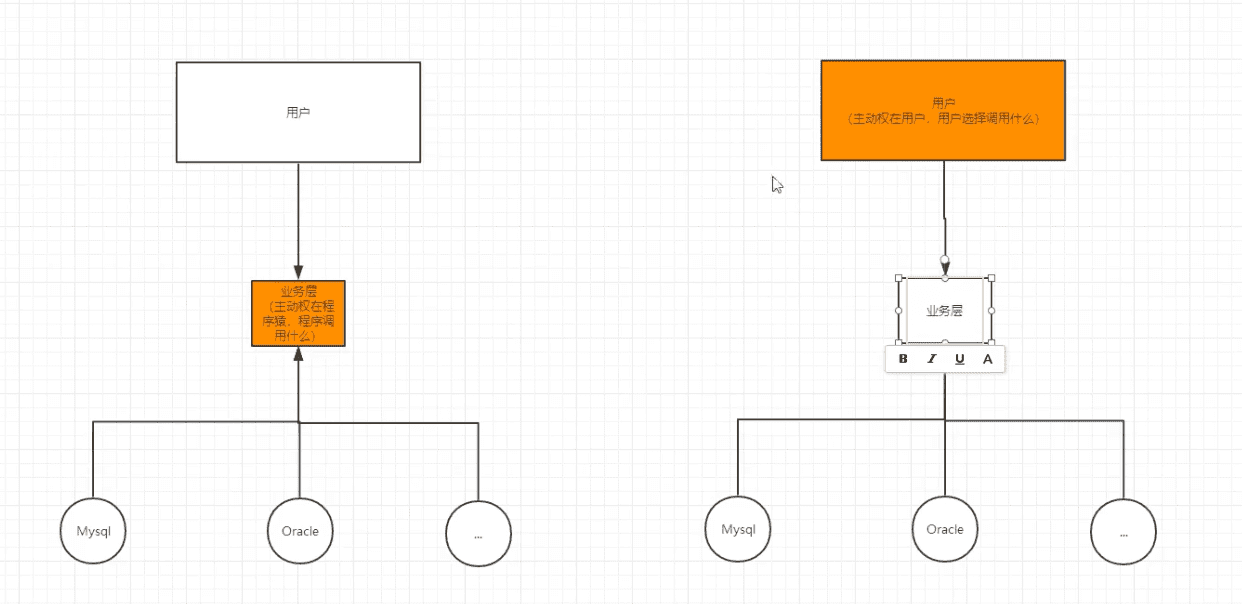 用户
业务层
（主动权在程
序猿、程序调
用什么）
Mysql
Oracle
...
用户
（主动权在用户、用户选择调用什么）
业务层
B I U A
Mysql
Oracle
...